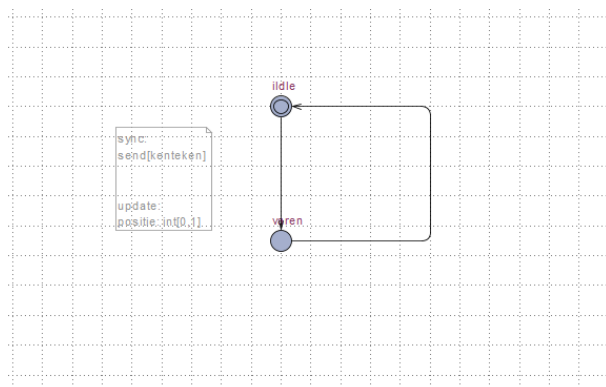 ildle
sync:
send[kenteken]
update:
positie: int[0,1]
varen